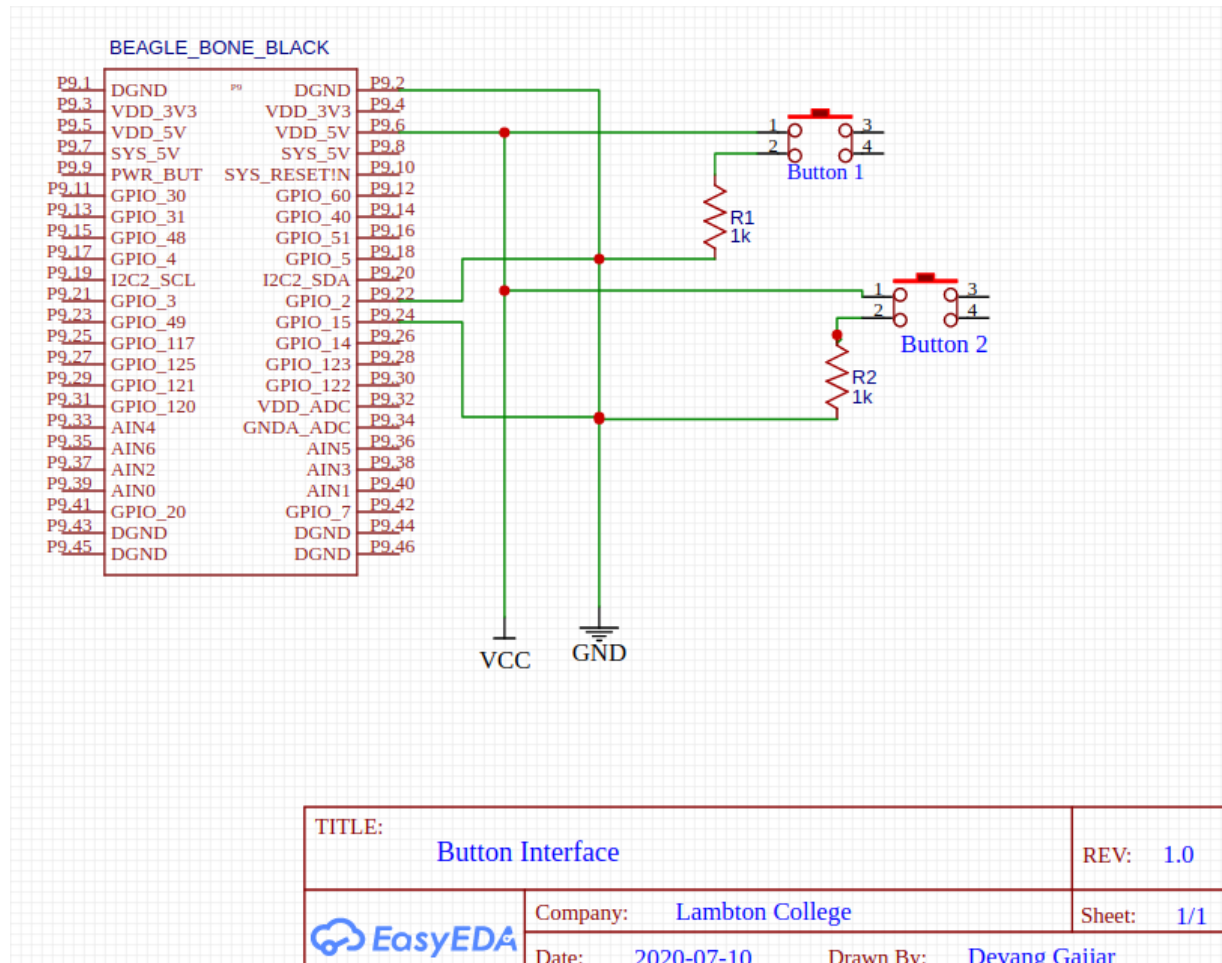 BEAGLE_BONE_BLACK
P9
P9.1 DGND DGND P9.2
P9.3 VDD_3V3 VDD_3V3 P9.4
P9.5 VDD_5V VDD_5V P9.6
P9.7 SYS_5V SYS_5V P9.8
P9.9 PWR_BUT SYS_RESET!N P9.10
P9.11 GPIO_30 GPIO_60 P9.12
P9.13 GPIO_31 GPIO_40 P9.14
P9.15 GPIO_48 GPIO_51 P9.16
P9.17 GPIO_4 GPIO_5 P9.18
P9.19 I2C2_SCL I2C2_SDA P9.20
P9.21 GPIO_3 GPIO_2 P9.22
P9.23 GPIO_49 GPIO_15 P9.24
P9.25 GPIO_117 GPIO_14 P9.26
P9.27 GPIO_125 GPIO_123 P9.28
P9.29 GPIO_121 GPIO_122 P9.30
P9.31 GPIO_120 VDD_ADC P9.32
P9.33 AIN4 GNDA_ADC P9.34
P9.35 AIN6 AIN5 P9.36
P9.37 AIN2 AIN3 P9.38
P9.39 AIN0 AIN1 P9.40
P9.41 GPIO_20 GPIO_7 P9.42
P9.43 DGND DGND P9.44
P9.45 DGND DGND P9.46
1 3
2 4
Button 1
R1
1k
1 3
2 4
Button 2
R2
1k
VCC
GND
TITLE:
Button Interface
REV: 1.0
EasyEDA
Company: Lambton College
Sheet: 1/1
Date: 2020-07-10 Drawn By: Devang Gajjar